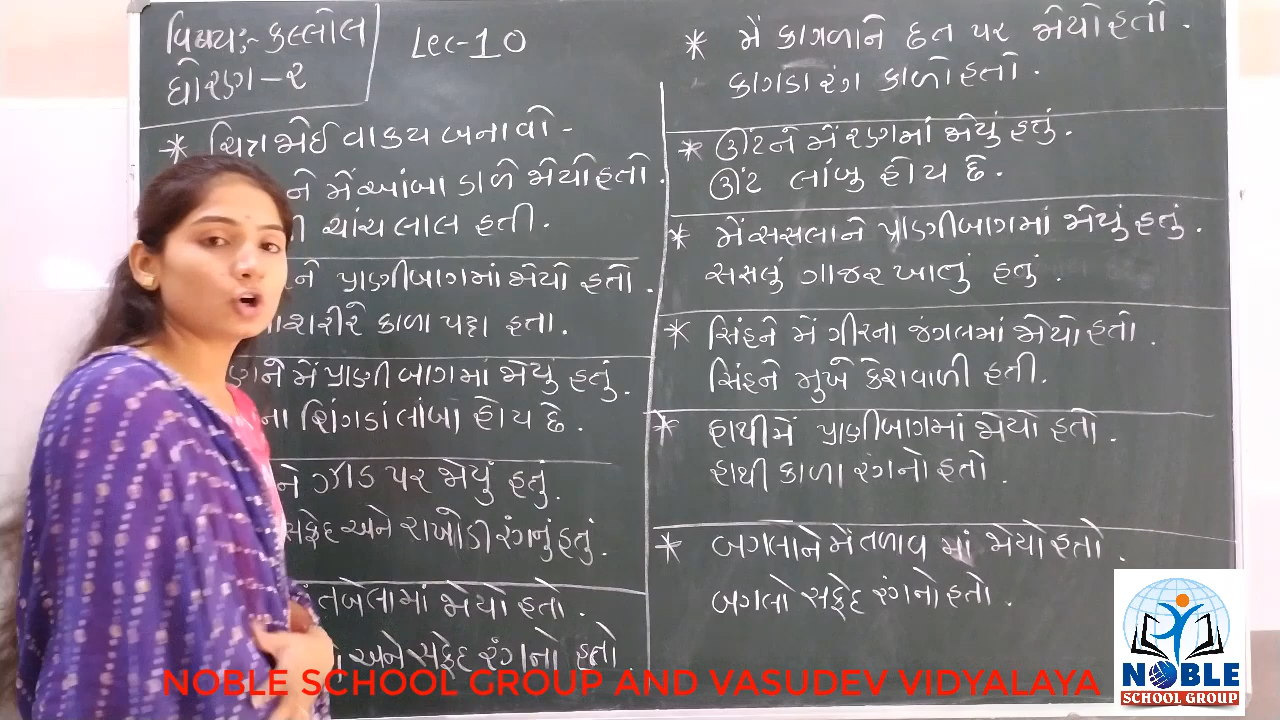 વિષય:- કલ્લોલ
ધોરણ - ૨
Lec-10
* ચિત્ર જોઈ વાક્ય બનાવો -
ને મેં આંબા ડાળે જોયો હતો.
ચાંચ લાલ હતી.
ને પ્રાણીબાગમાં જોયો હતો.
શરીરે કાળા પટ્ટા હતા.
ને મેં પ્રાણી બાગમાં જોયું હતું.
ના શિંગડાં લાંબા હોય છે.
ને ઝાડ પર જોયું હતું.
સફેદ અને રાખોડી રંગનું હતું.
તબેલામાં જોયો હતો.
અને સફેદ રંગનો હતો.
* મેં કાગળાને છત પર જોયો હતો.
કાગડા રંગ કાળો હતો.
* ઊંટને મેં રણમાં જોયું હતું.
ઊંટ લાંબુ હોય છે.
* મેં સસલાને પ્રાણીબાગમાં જોયું હતું.
સસલું ગાજર ખાતું હતું.
* સિંહને મેં ગીરના જંગલમાં જોયો હતો.
સિંહને મુખે કેશવાળી હતી.
* હાથી મેં પ્રાણીબાગમાં જોયો હતો.
હાથી કાળા રંગનો હતો.
* બગલાને મેં તળાવ માં જોયો હતો.
બગલો સફેદ રંગનો હતો.
NOBLE SCHOOL GROUP AND VASUDEV VIDYALAYA
NOBLE
SCHOOL GROUP